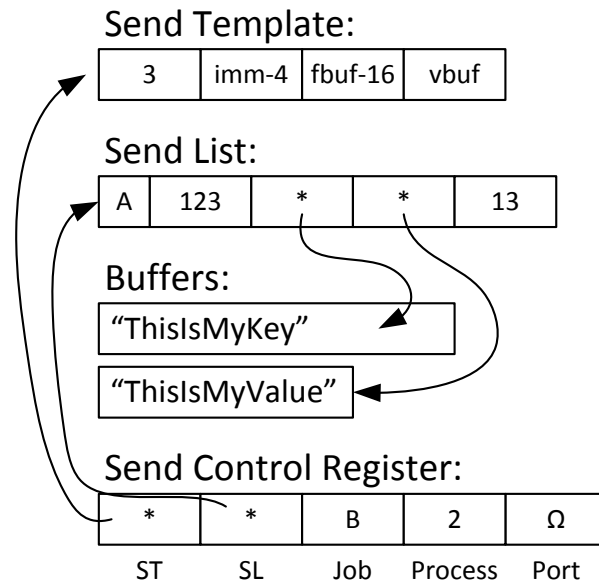 Send Template:
3 imm-4 fbuf-16 vbuf
Send List:
A 123 * * 13
Buffers:
“ThisIsMyKey”
“ThisIsMyValue”
Send Control Register:
* * B 2 Ω
ST SL Job Process Port